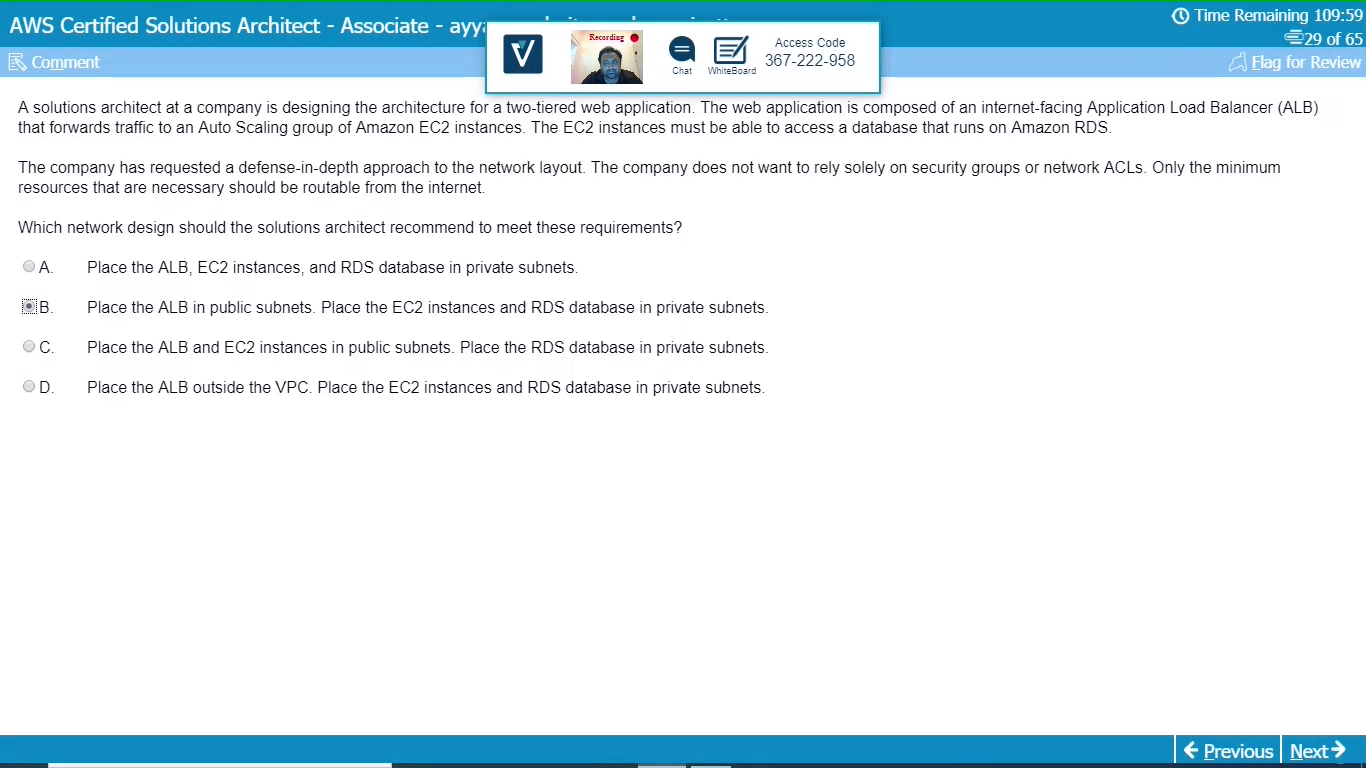 AWS Certified Solutions Architect - Associate - ayy
Time Remaining 109:59
29 of 65
Comment
Recording
Chat
WhiteBoard
Access Code
367-222-958
Flag for Review
A solutions architect at a company is designing the architecture for a two-tiered web application. The web application is composed of an internet-facing Application Load Balancer (ALB)
that forwards traffic to an Auto Scaling group of Amazon EC2 instances. The EC2 instances must be able to access a database that runs on Amazon RDS.
The company has requested a defense-in-depth approach to the network layout. The company does not want to rely solely on security groups or network ACLs. Only the minimum
resources that are necessary should be routable from the internet.
Which network design should the solutions architect recommend to meet these requirements?
A. Place the ALB, EC2 instances, and RDS database in private subnets.
B. Place the ALB in public subnets. Place the EC2 instances and RDS database in private subnets.
C. Place the ALB and EC2 instances in public subnets. Place the RDS database in private subnets.
D. Place the ALB outside the VPC. Place the EC2 instances and RDS database in private subnets.
Previous
Next